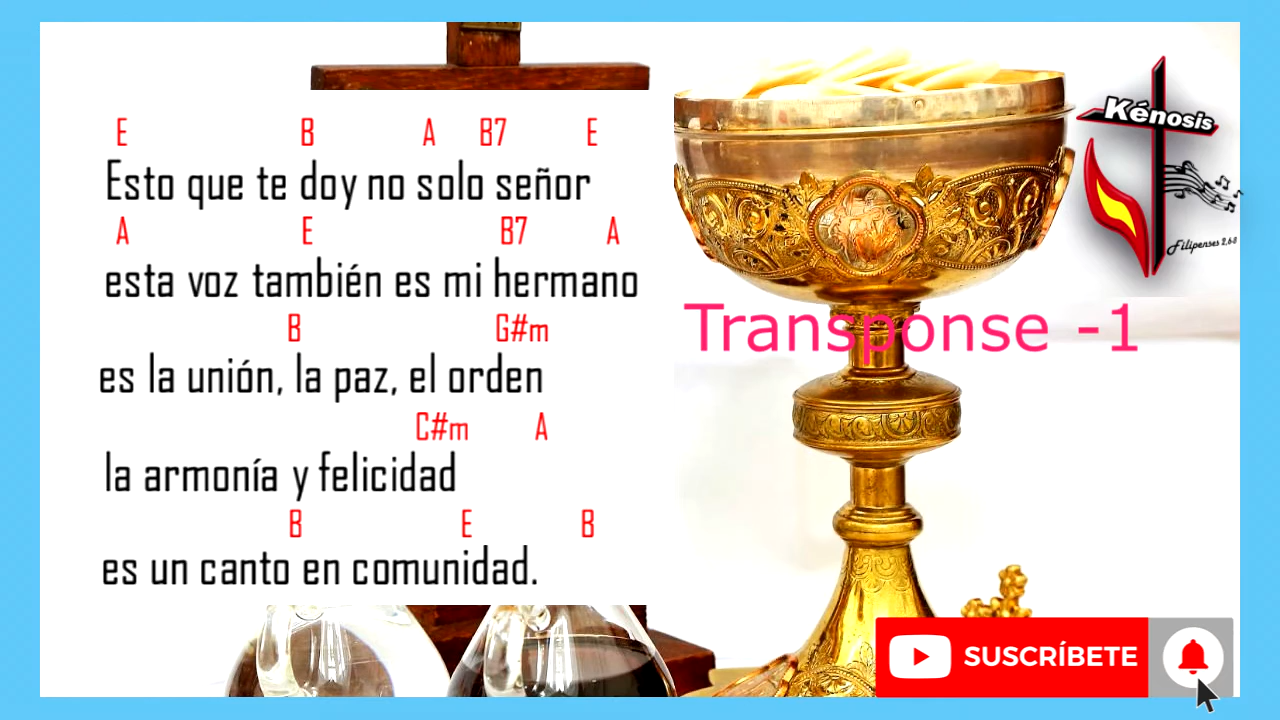 E B A B7 E
Esto que te doy no solo señor
A E B7 A
esta voz también es mi hermano
B G#m
es la unión, la paz, el orden
C#m A
la armonía y felicidad
B E B
es un canto en comunidad.
Kénosis
Filipenses 2,6-8
Transponse -1
SUSCRÍBETE